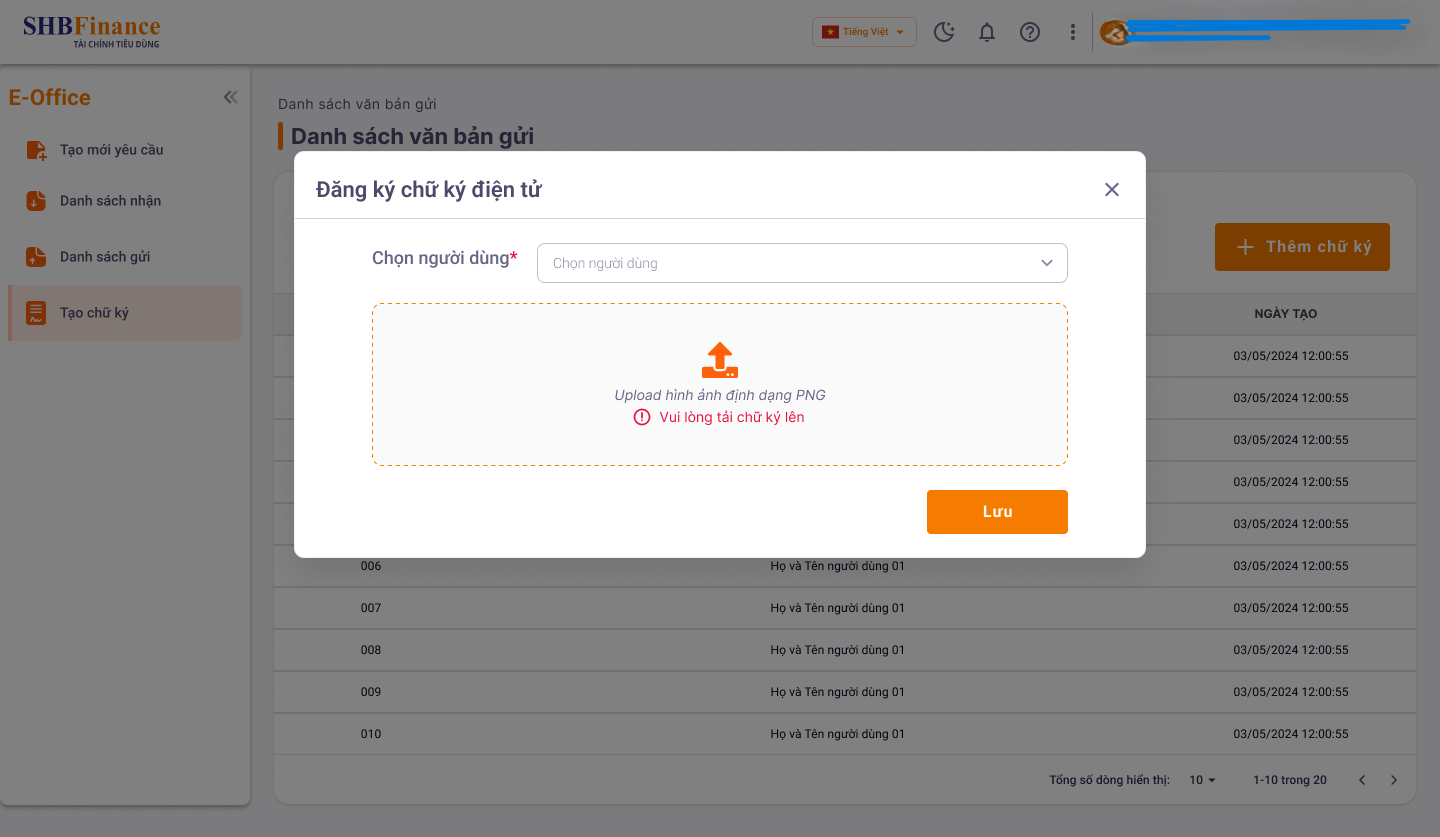 SHBFinance
TÀI CHÍNH TIÊU DÙNG
Tiếng Việt
E-Office
Tạo mới yêu cầu
Danh sách nhận
Danh sách gửi
Tạo chữ ký
Danh sách văn bản gửi
Danh sách văn bản gửi
Thêm chữ ký
Đăng ký chữ ký điện tử
Chọn người dùng*
Chọn người dùng
Upload hình ảnh định dạng PNG
Vui lòng tải chữ ký lên
Lưu
NGÀY TẠO
03/05/2024 12:00:55
03/05/2024 12:00:55
03/05/2024 12:00:55
03/05/2024 12:00:55
03/05/2024 12:00:55
006 Họ và Tên người dùng 01 03/05/2024 12:00:55
007 Họ và Tên người dùng 01 03/05/2024 12:00:55
008 Họ và Tên người dùng 01 03/05/2024 12:00:55
009 Họ và Tên người dùng 01 03/05/2024 12:00:55
010 Họ và Tên người dùng 01 03/05/2024 12:00:55
Tổng số dòng hiển thị: 10 1-10 trong 20